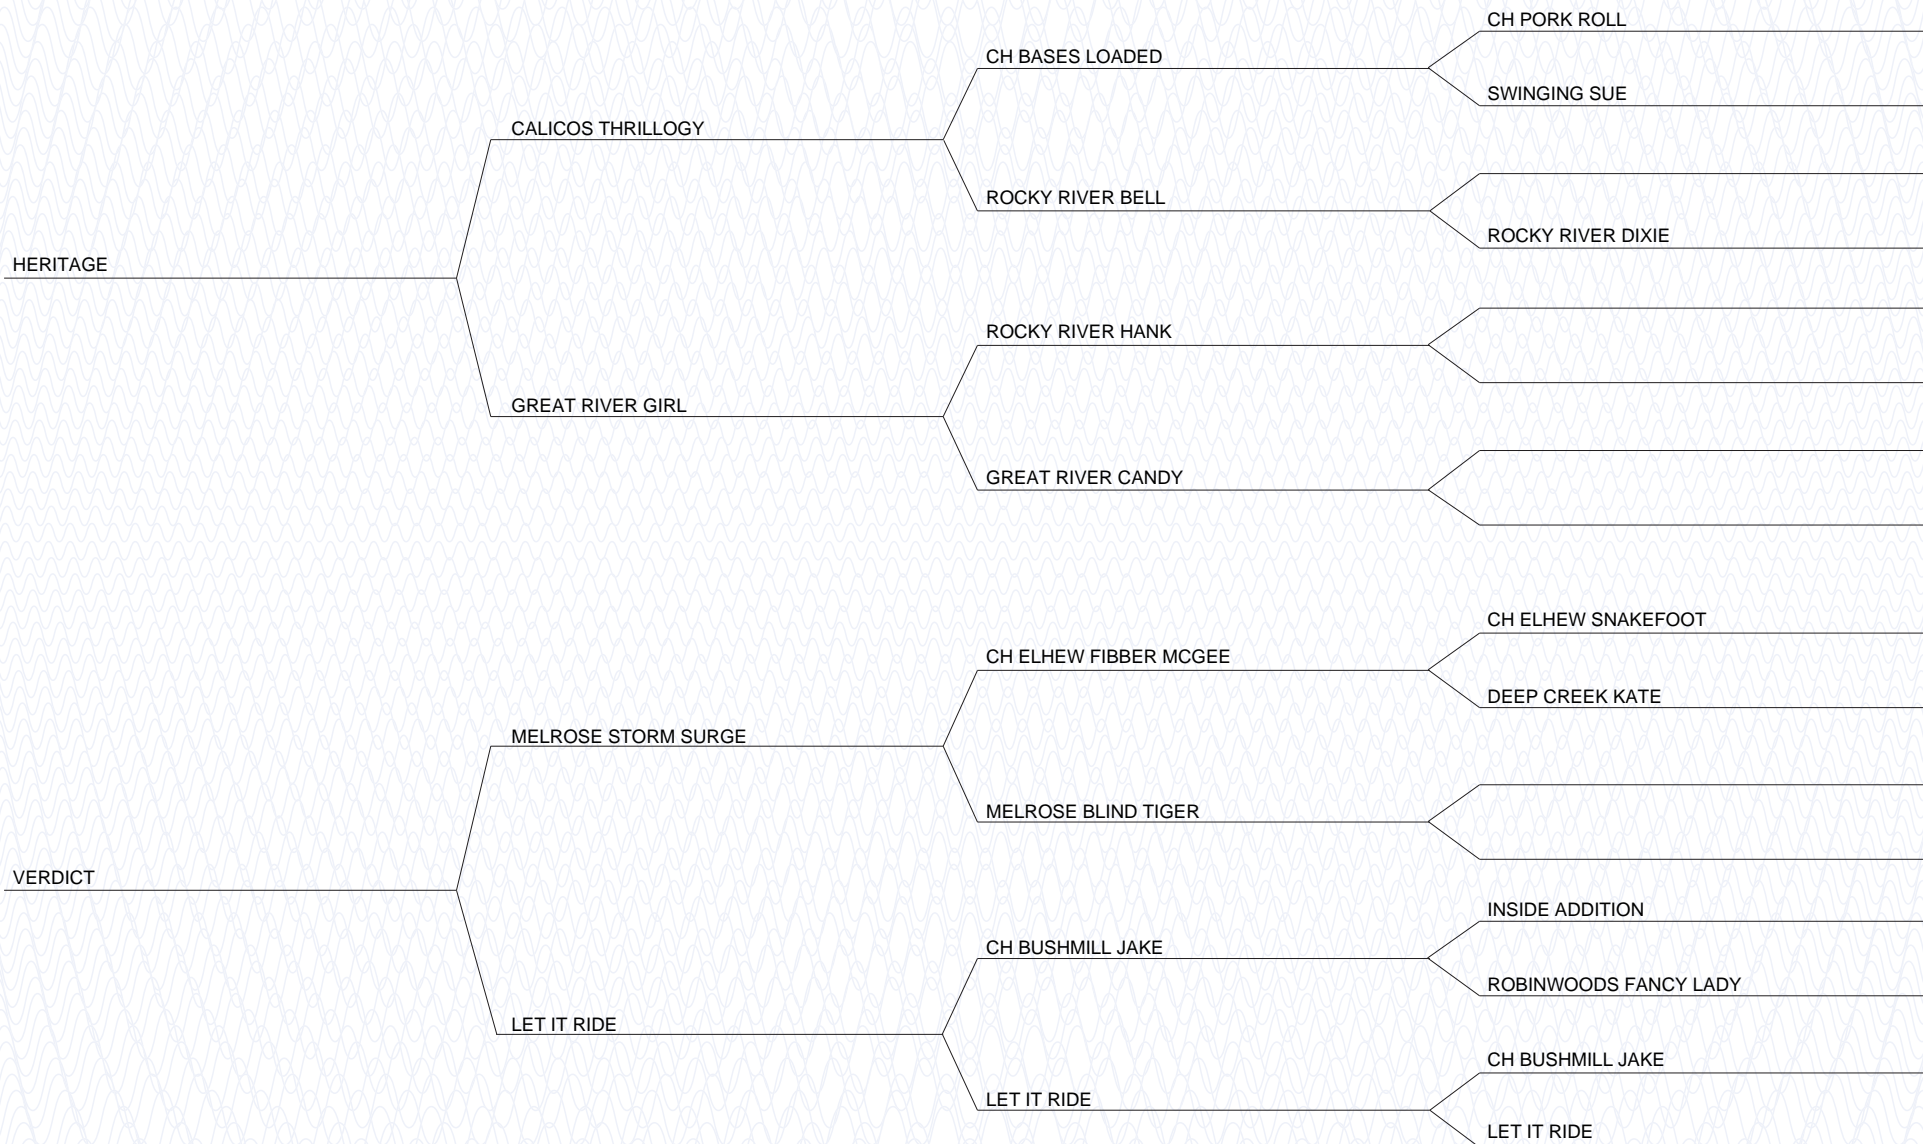 CH PORK ROLL
CH BASES LOADED
SWINGING SUE
CALICOS THRILLOGY
ROCKY RIVER BELL
ROCKY RIVER DIXIE
HERITAGE
ROCKY RIVER HANK
GREAT RIVER GIRL
GREAT RIVER CANDY
CH ELHEW SNAKEFOOT
CH ELHEW FIBBER MCGEE
DEEP CREEK KATE
MELROSE STORM SURGE
MELROSE BLIND TIGER
VERDICT
INSIDE ADDITION
CH BUSHMILL JAKE
ROBINWOODS FANCY LADY
LET IT RIDE
CH BUSHMILL JAKE
LET IT RIDE
LET IT RIDE